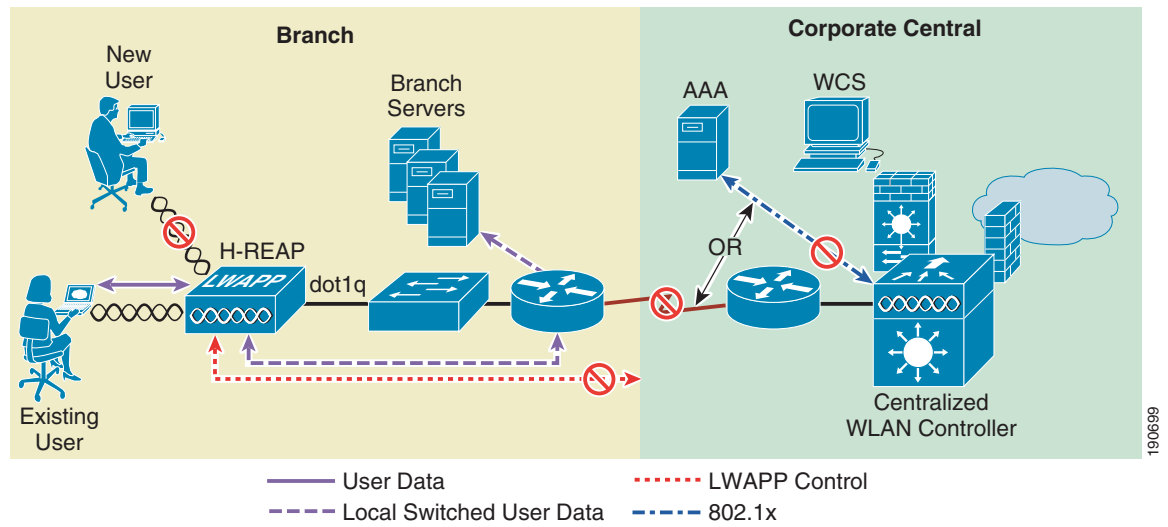 Branch
Corporate Central
New
User
Branch
Servers
AAA
WCS
H-REAP
LWAPP
dot1q
OR
Existing
User
Centralized
WLAN Controller
190699
User Data
LWAPP Control
Local Switched User Data
802.1x